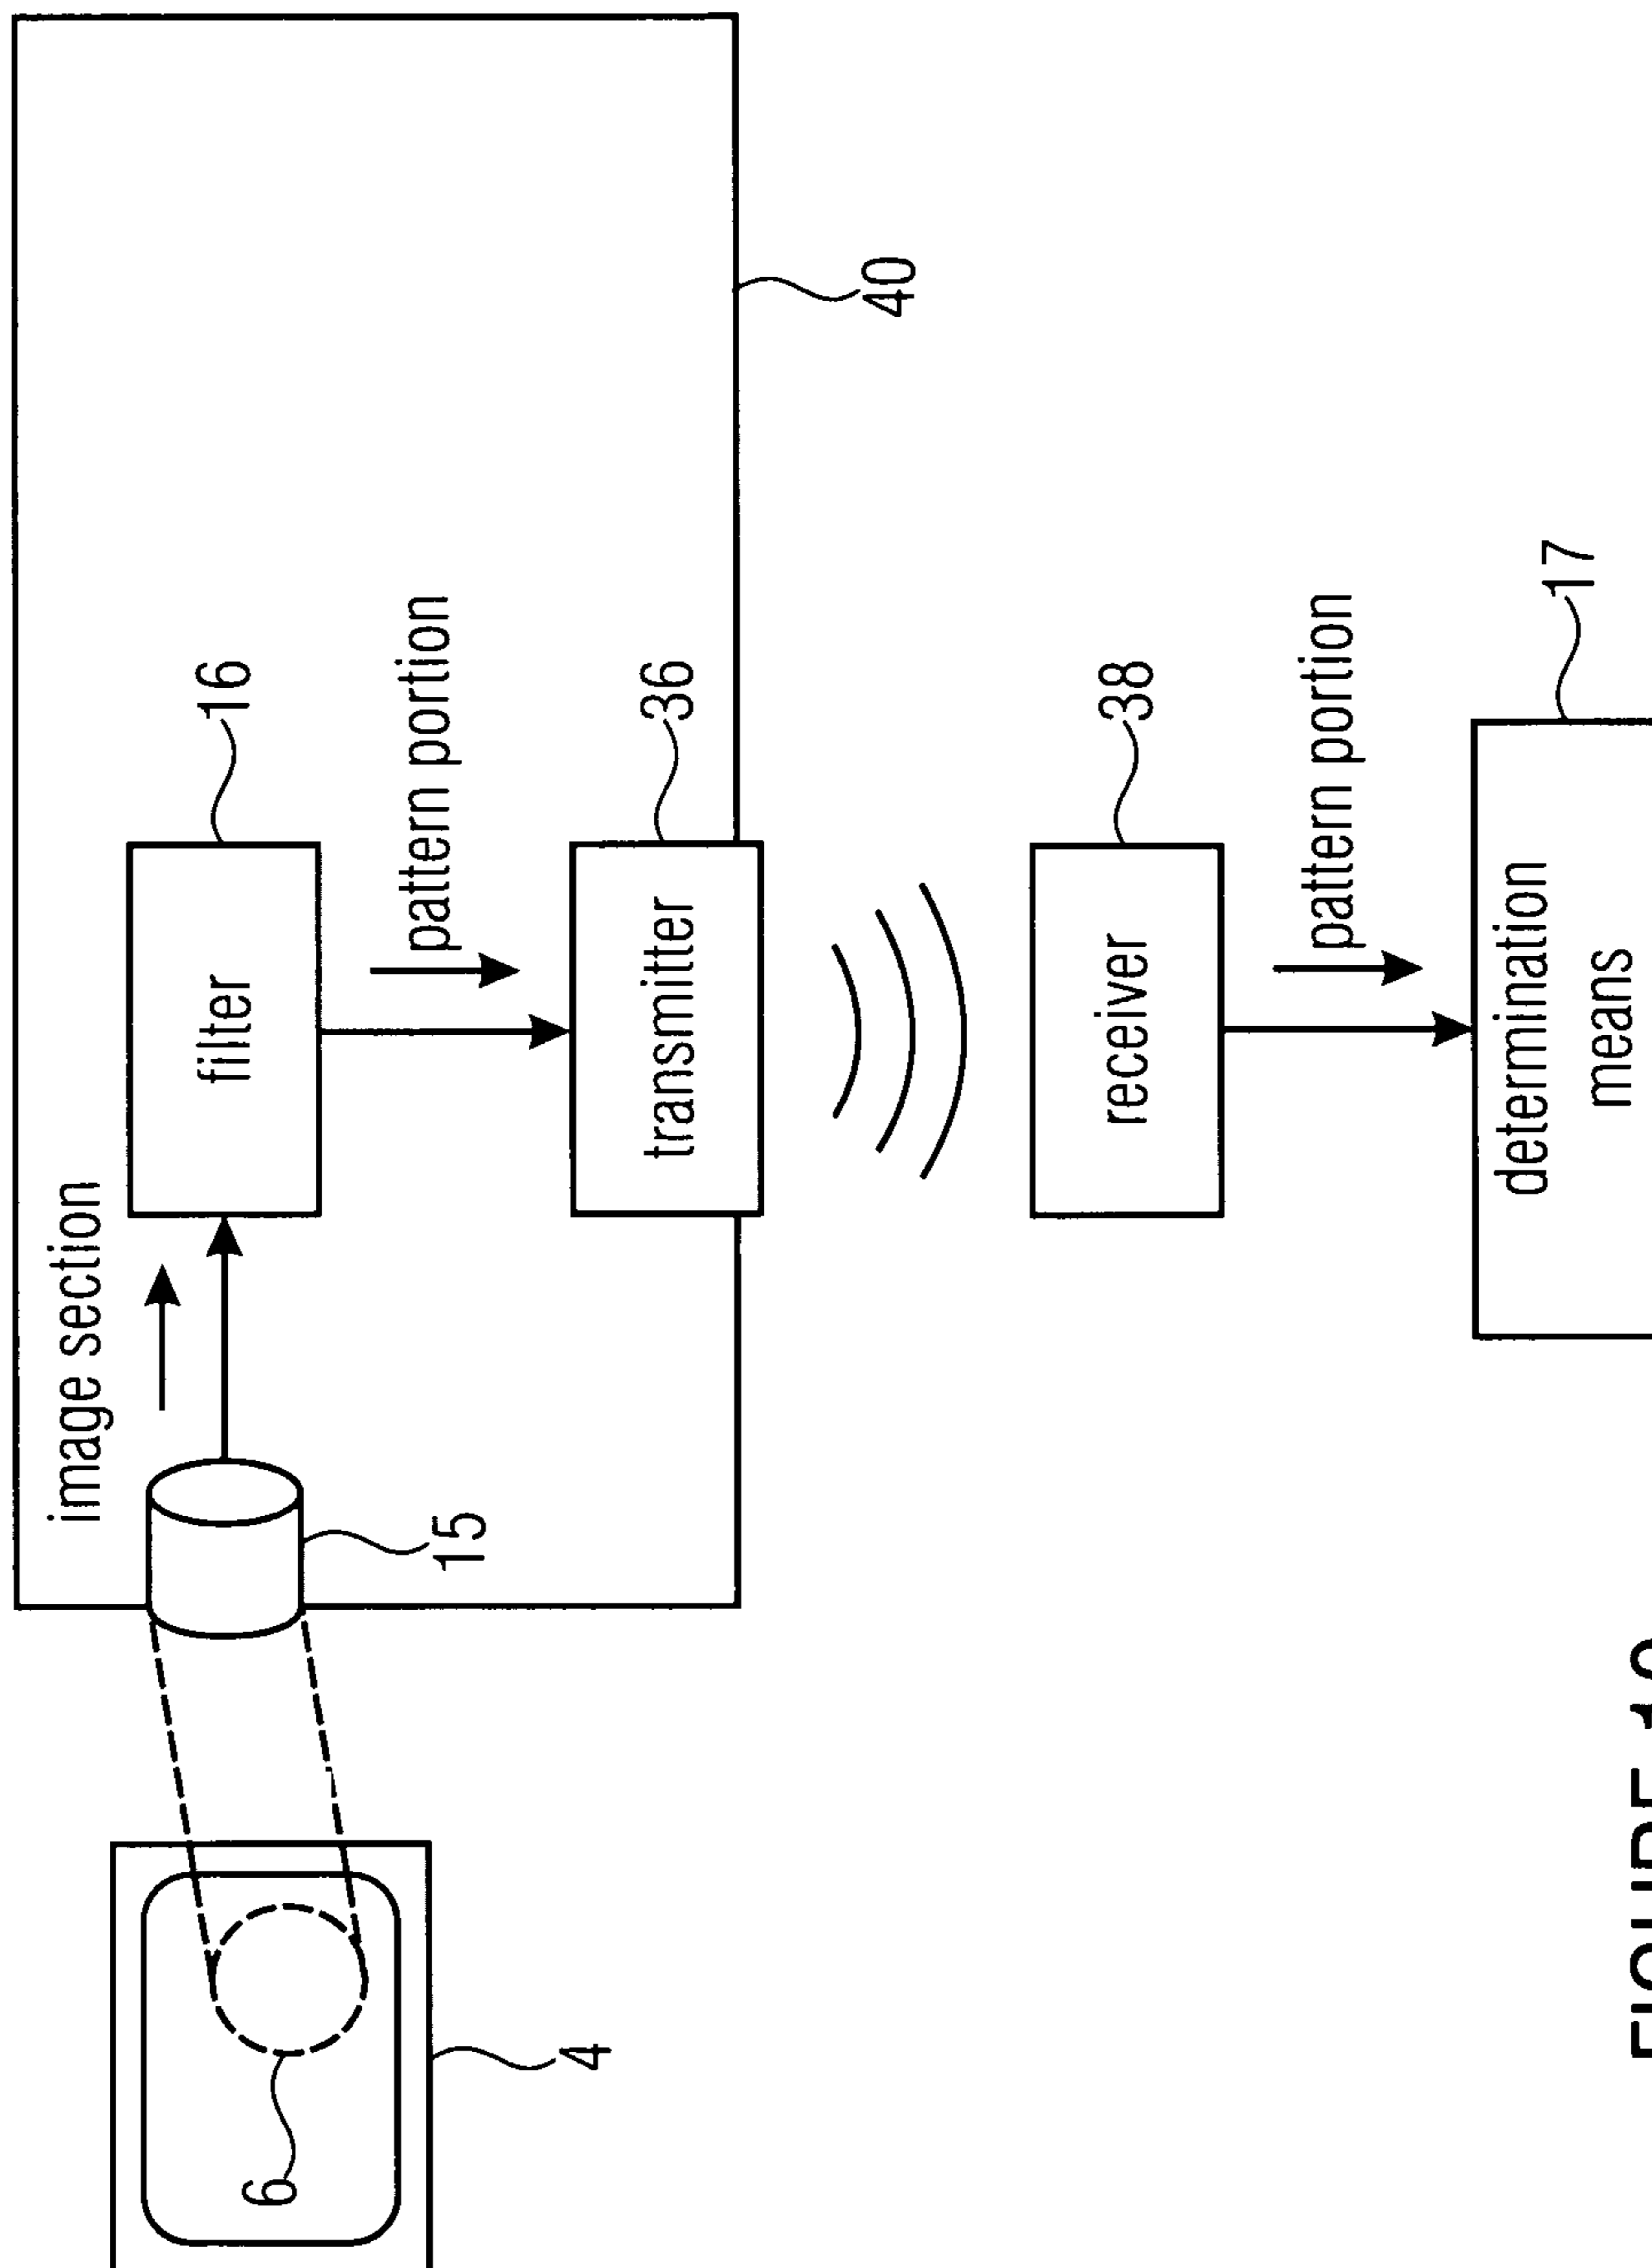 image section
filter
16
6
pattern portion
15
4
transmitter
36
40
receiver
38
pattern portion
determination
means
17
FIGURE